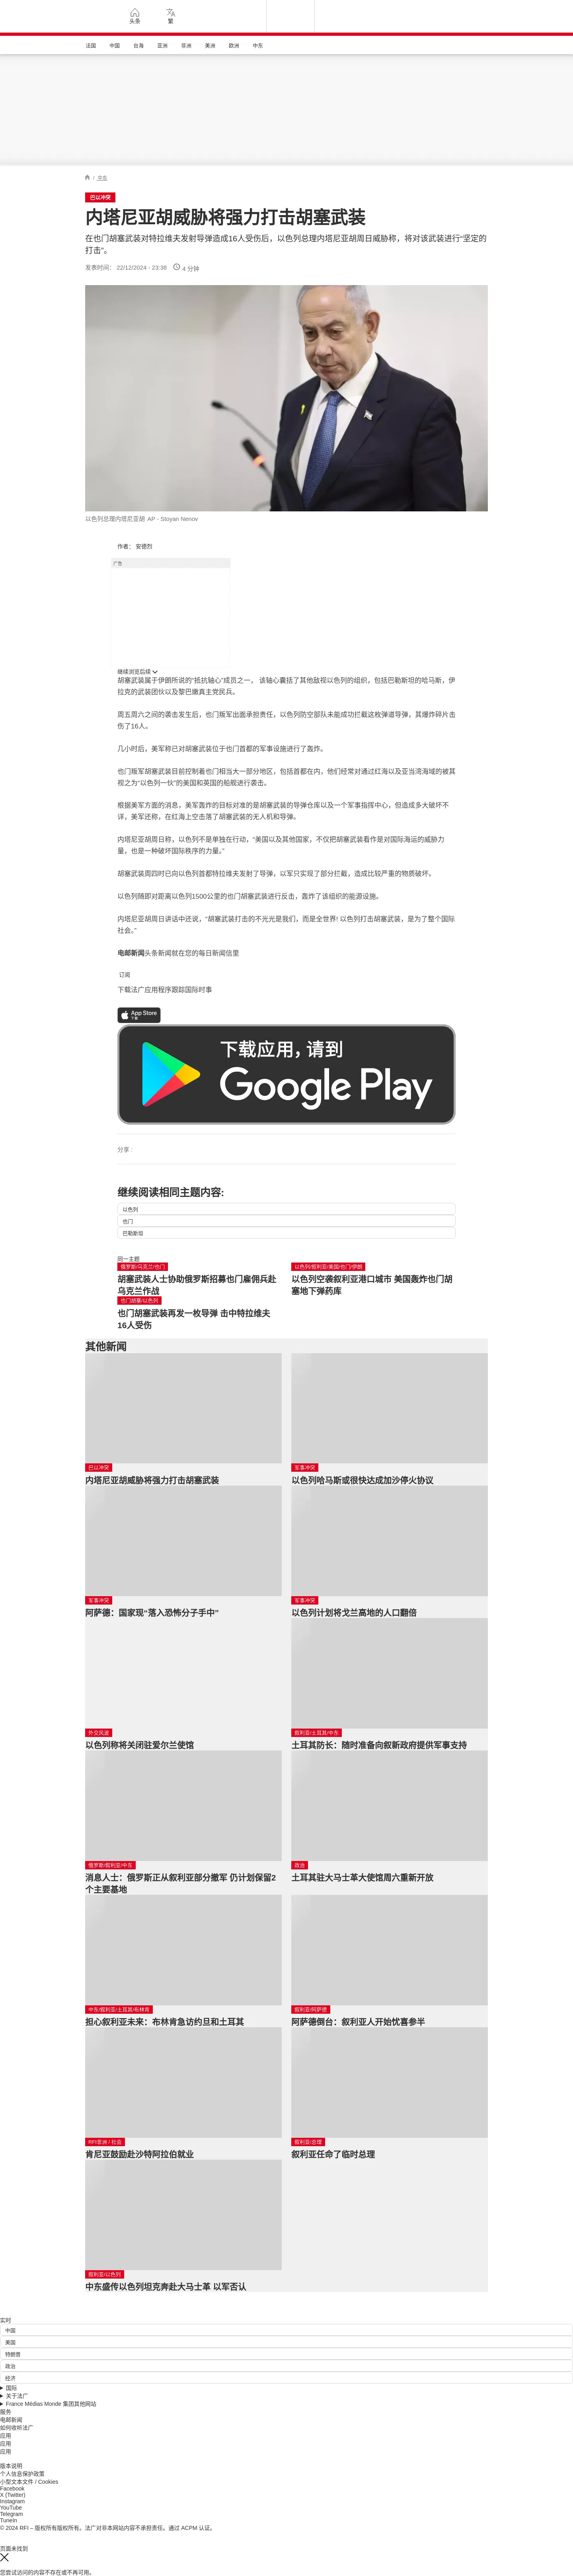 头条
繁
法国
中国
台海
亚洲
非洲
美洲
欧洲
中东
/ 中东
巴以冲突
内塔尼亚胡威胁将强力打击胡塞武装
在也门胡塞武装对特拉维夫发射导弹造成16人受伤后，以色列总理内塔尼亚胡周日威胁称，将对该武装进行“坚定的
打击”。
发表时间： 22/12/2024 - 23:38
4 分钟
以色列总理内塔尼亚胡 AP - Stoyan Nenov
作者： 安德烈
广告
继续浏览后续
胡塞武装属于伊朗所说的“抵抗轴心”成员之一， 该轴心囊括了其他敌视以色列的组织，包括巴勒斯坦的哈马斯，伊
拉克的武装团伙以及黎巴嫩真主党民兵。
周五周六之间的袭击发生后，也门叛军出面承担责任，以色列防空部队未能成功拦截这枚弹道导弹，其爆炸碎片击
伤了16人。
几小时后，美军称已对胡塞武装位于也门首都的军事设施进行了轰炸。
也门叛军胡塞武装目前控制着也门相当大一部分地区，包括首都在内，他们经常对通过红海以及亚当湾海域的被其
视之为“以色列一伙”的美国和英国的船艇进行袭击。
根据美军方面的消息，美军轰炸的目标对准的是胡塞武装的导弹仓库以及一个军事指挥中心，但造成多大破坏不
详，美军还称，在红海上空击落了胡塞武装的无人机和导弹。
内塔尼亚胡周日称，以色列不是单独在行动，“美国以及其他国家，不仅把胡塞武装看作是对国际海运的威胁力
量，也是一种破坏国际秩序的力量。”
胡塞武装周四时已向以色列首都特拉维夫发射了导弹，以军只实现了部分拦截，造成比较严重的物质破坏。
以色列随即对距离以色列1500公里的也门胡塞武装进行反击，轰炸了该组织的能源设施。
内塔尼亚胡周日讲话中还说，“胡塞武装打击的不光光是我们，而是全世界! 以色列打击胡塞武装，是为了整个国际
社会。”
电邮新闻头条新闻就在您的每日新闻信里
订阅
下载法广应用程序跟踪国际时事
App Store
下载
下载应用，请到
Google Play
分享 :
继续阅读相同主题内容:
以色列
也门
巴勒斯坦
同一主题
俄罗斯/乌克兰/也门
胡塞武装人士协助俄罗斯招募也门雇佣兵赴
乌克兰作战
以色列/叙利亚/美国/也门/伊朗
以色列空袭叙利亚港口城市 美国轰炸也门胡
塞地下弹药库
也门胡塞/以色列
也门胡塞武装再发一枚导弹 击中特拉维夫
16人受伤
其他新闻
巴以冲突
内塔尼亚胡威胁将强力打击胡塞武装
军事冲突
以色列哈马斯或很快达成加沙停火协议
军事冲突
阿萨德：国家现“落入恐怖分子手中”
军事冲突
以色列计划将戈兰高地的人口翻倍
外交风波
以色列称将关闭驻爱尔兰使馆
叙利亚/土耳其/中东
土耳其防长：随时准备向叙新政府提供军事支持
俄罗斯/叙利亚/中东
消息人士：俄罗斯正从叙利亚部分撤军 仍计划保留2
个主要基地
政治
土耳其驻大马士革大使馆周六重新开放
中东/叙利亚/土耳其/布林肯
担心叙利亚未来：布林肯急访约旦和土耳其
叙利亚/阿萨德
阿萨德倒台：叙利亚人开始忧喜参半
RFI非洲 / 社会
肯尼亚鼓励赴沙特阿拉伯就业
叙利亚/总理
叙利亚任命了临时总理
叙利亚/以色列
中东盛传以色列坦克奔赴大马士革 以军否认
实时
中国
美国
特朗普
政治
经济
国际
关于法广
France Médias Monde 集团其他网站
服务
电邮新闻
如何收听法广
应用
应用
应用
版本说明
个人信息保护政策
小型文本文件 / Cookies
Facebook
X (Twitter)
Instagram
YouTube
Telegram
TuneIn
© 2024 RFI – 版权所有版权所有。法广对非本网站内容不承担责任。通过 ACPM 认证。
页面未找到
您尝试访问的内容不存在或不再可用。